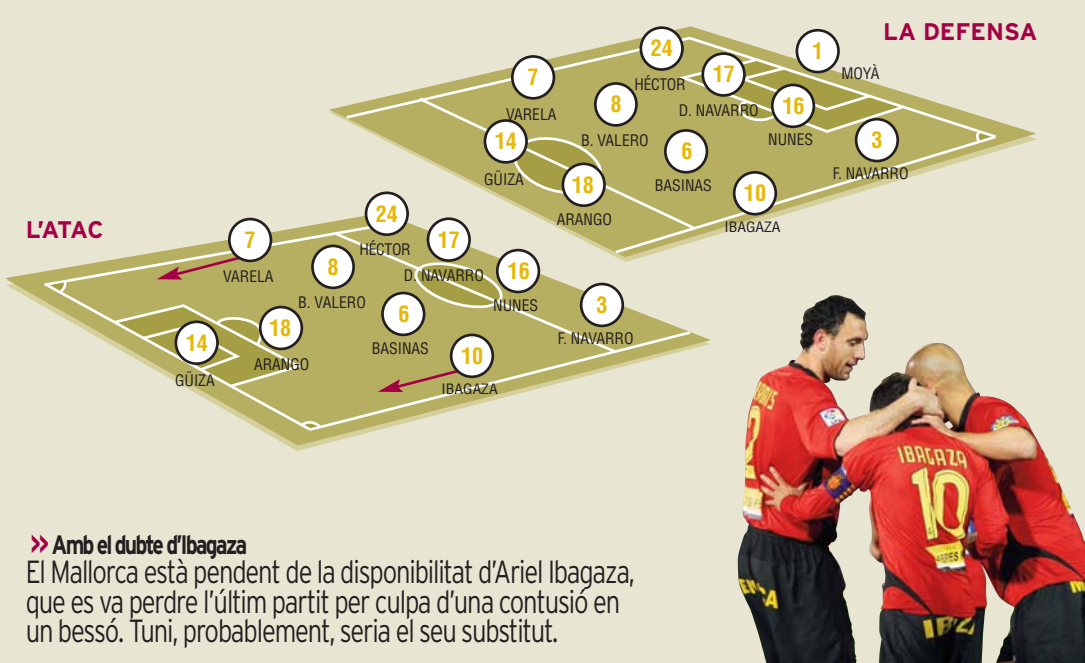 LA DEFENSA
1
MOYÀ
24
HÉCTOR
17
D. NAVARRO
7
VARELA
8
B. VALERO
16
NUNES
3
F. NAVARRO
14
GÜIZA
6
BASINAS
18
ARANGO
10
IBAGAZA
L'ATAC
24
HÉCTOR
7
VARELA
17
D. NAVARRO
8
B. VALERO
16
NUNES
3
F. NAVARRO
6
BASINAS
18
ARANGO
14
GÜIZA
10
IBAGAZA
IBAGAZA
10
2
» Amb el dubte d'Ibagaza
El Mallorca està pendent de la disponibilitat d'Ariel Ibagaza,
que es va perdre l'últim partit per culpa d'una contusió en
un bessó. Tuni, probablement, seria el seu substitut.